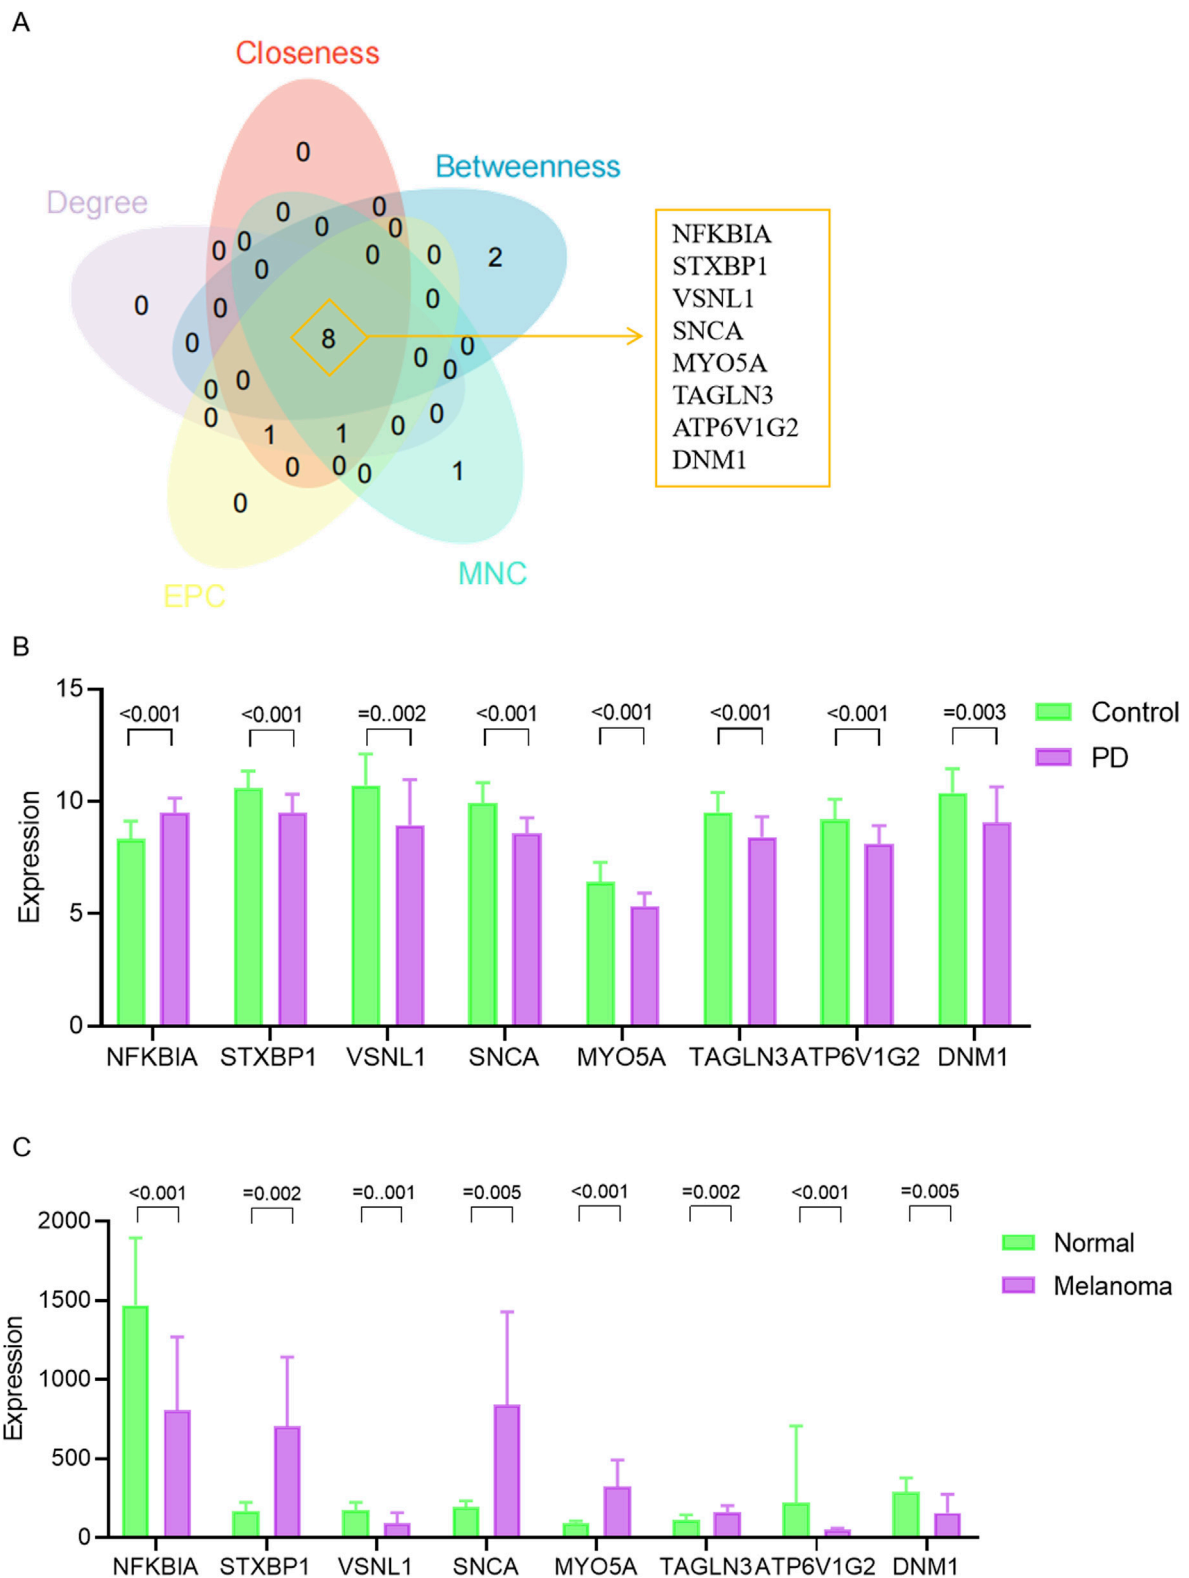 A
Closeness
Betweenness
Degree
0
0 0
0 0
0 0 0 0 2
0
0 0 0
0 8 0
0 0
0 0
0 1 1 0 0
0 0 0 1
0
EPC
MNC
NFKBIA
STXBP1
VSNL1
SNCA
MYO5A
TAGLN3
ATP6V1G2
DNM1
B
Expression
15
10
5
0
<0.001 <0.001 =0..002 <0.001 <0.001 <0.001 <0.001 =0.003
Control
PD
NFKBIA STXBP1 VSNL1 SNCA MYO5A TAGLN3 ATP6V1G2 DNM1
C
Expression
2000
1500
1000
500
0
<0.001 =0.002 =0..001 =0.005 <0.001 =0.002 <0.001 =0.005
Normal
Melanoma
NFKBIA STXBP1 VSNL1 SNCA MYO5A TAGLN3 ATP6V1G2 DNM1